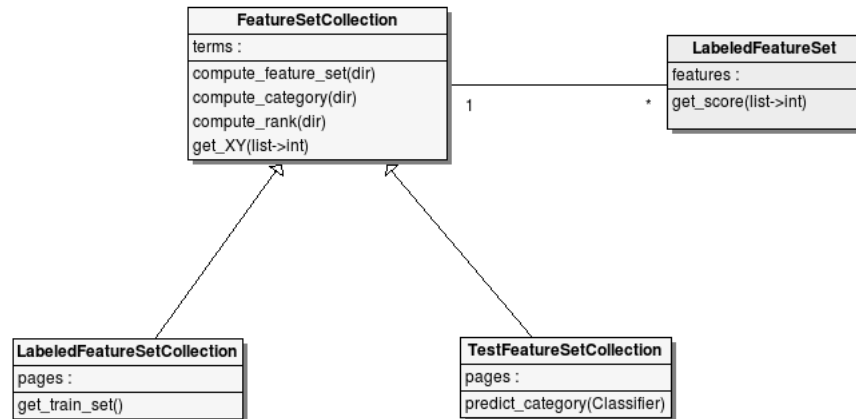 FeatureSetCollection
terms :
compute_feature_set(dir)
compute_category(dir)
compute_rank(dir)
get_XY(list->int)
LabeledFeatureSet
features :
get_score(list->int)
1
*
LabeledFeatureSetCollection
pages :
get_train_set()
TestFeatureSetCollection
pages :
predict_category(Classifier)